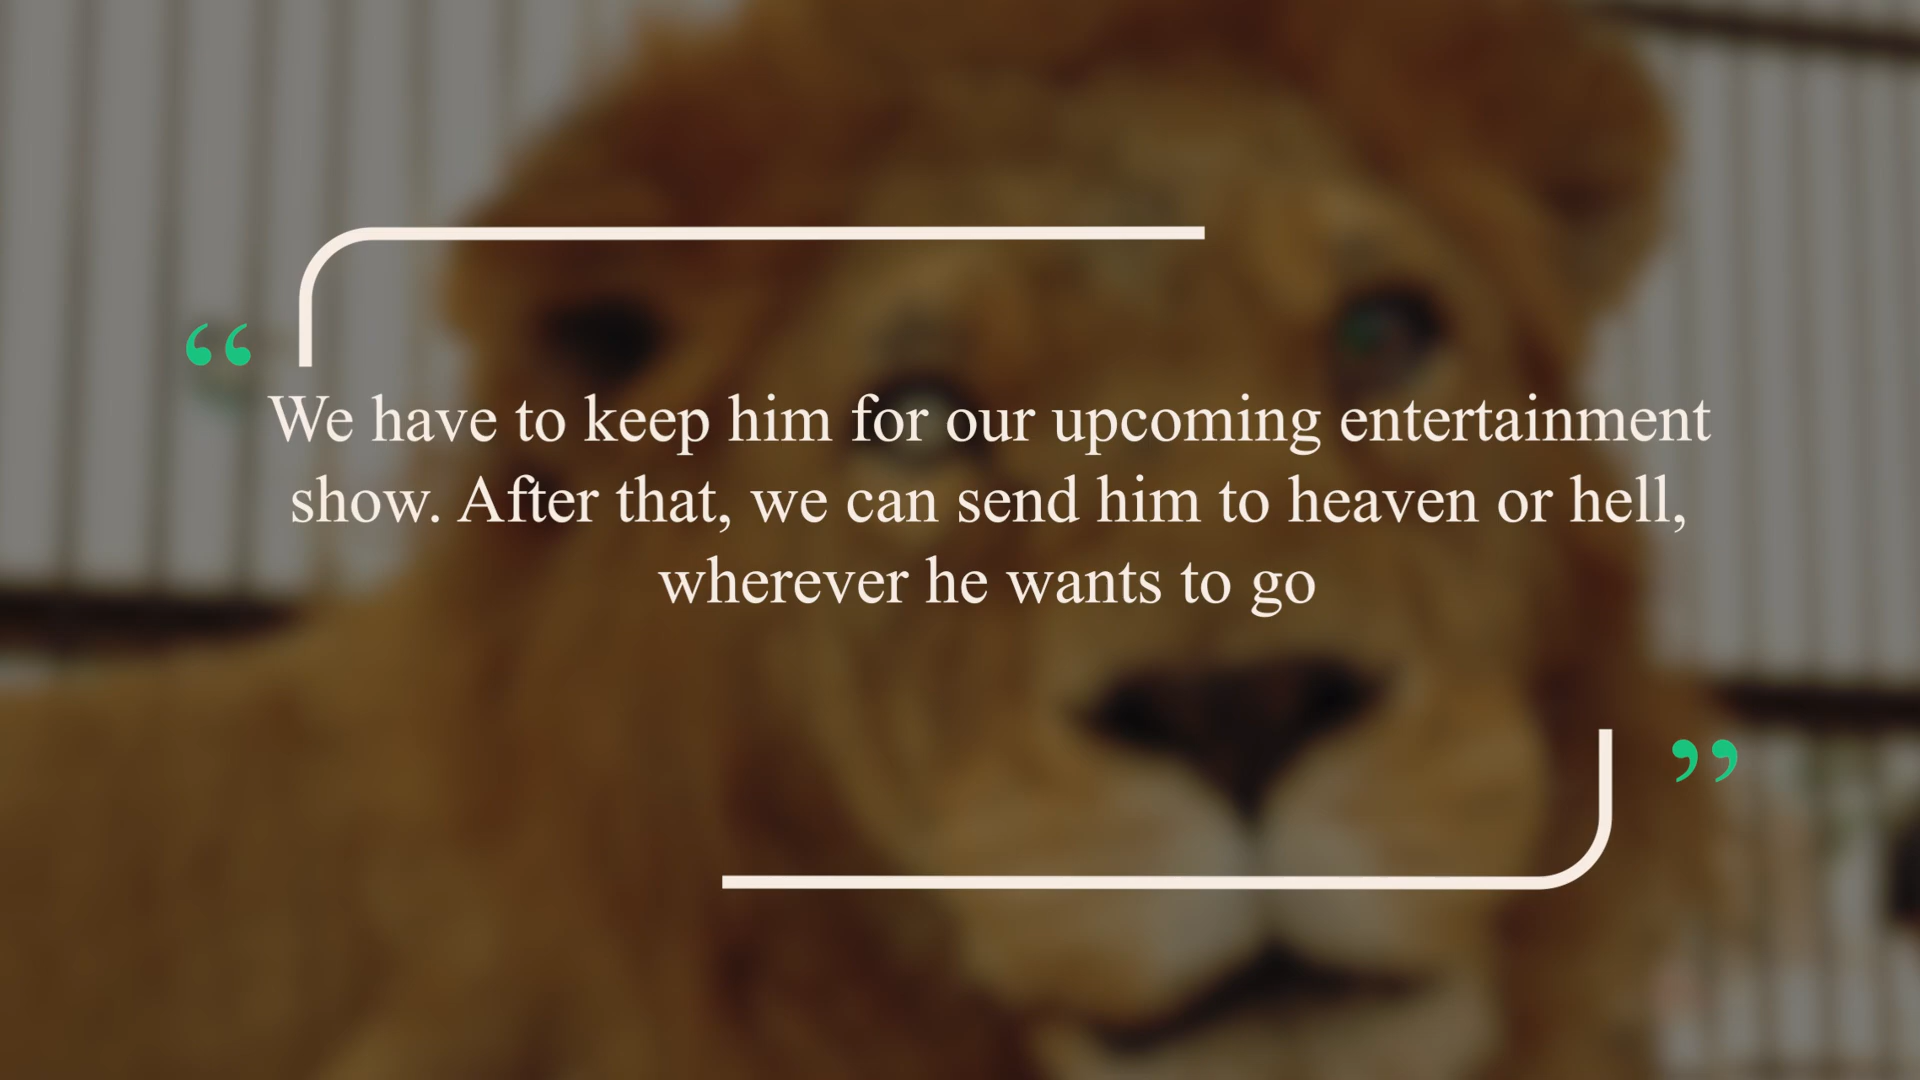 “
We have to keep him for our upcoming entertainment
show. After that, we can send him to heaven or hell,
wherever he wants to go
”